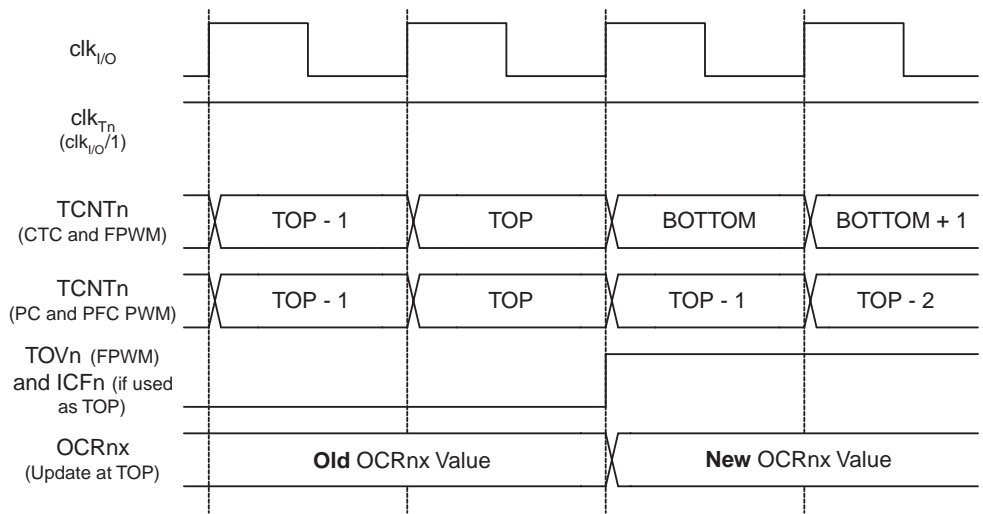 clkI/O
clkTn
(clkI/O/1)
TCNTn
(CTC and FPWM)
TOP - 1
TOP
BOTTOM
BOTTOM + 1
TCNTn
(PC and PFC PWM)
TOP - 1
TOP
TOP - 1
TOP - 2
TOVn (FPWM)
and ICFn (if used
as TOP)
OCRnx
(Update at TOP)
Old OCRnx Value
New OCRnx Value